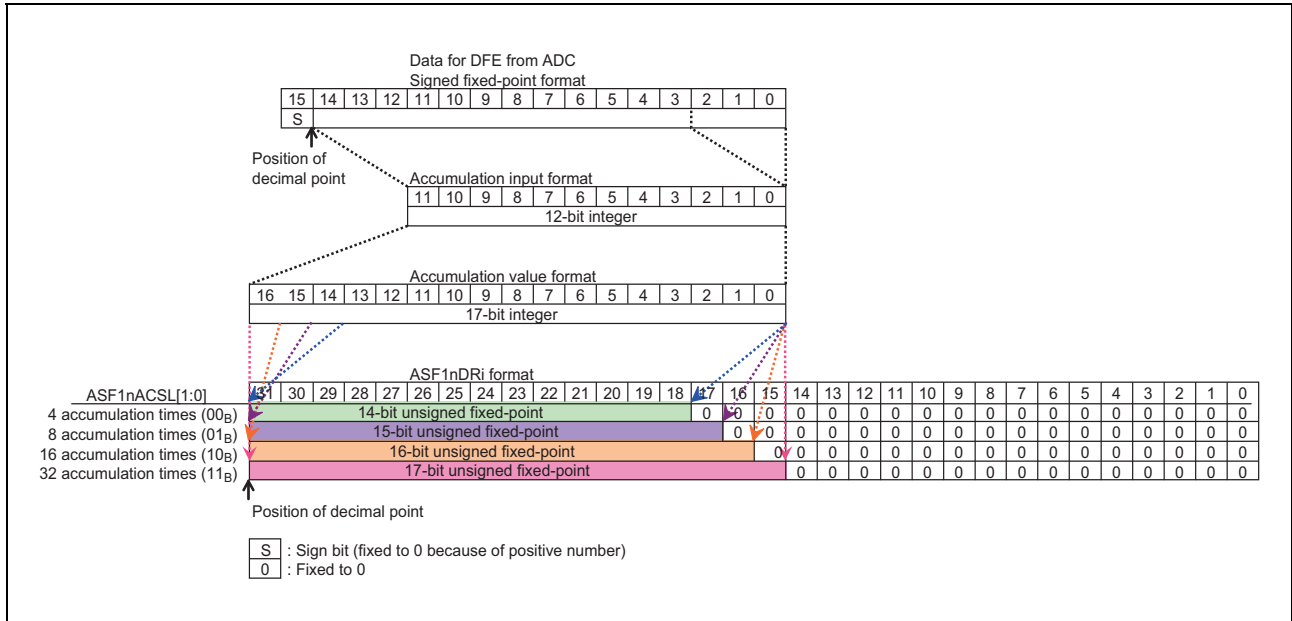 Data for DFE from ADC
Signed fixed-point format
15 14 13 12 11 10 9 8 7 6 5 4 3 2 1 0
S
Position of
decimal point
Accumulation input format
11 10 9 8 7 6 5 4 3 2 1 0
12-bit integer
Accumulation value format
16 15 14 13 12 11 10 9 8 7 6 5 4 3 2 1 0
17-bit integer
ASF1nDRi format
ASF1nACSL[1:0] 31 30 29 28 27 26 25 24 23 22 21 20 19 18 17 16 15 14 13 12 11 10 9 8 7 6 5 4 3 2 1 0
4 accumulation times (00B) 14-bit unsigned fixed-point 0 0 0 0 0 0 0 0 0 0 0 0 0 0 0 0 0 0
8 accumulation times (01B) 15-bit unsigned fixed-point 0 0 0 0 0 0 0 0 0 0 0 0 0 0 0 0 0
16 accumulation times (10B) 16-bit unsigned fixed-point 0 0 0 0 0 0 0 0 0 0 0 0 0 0 0 0
32 accumulation times (11B) 17-bit unsigned fixed-point 0 0 0 0 0 0 0 0 0 0 0 0 0 0 0
Position of decimal point
S : Sign bit (fixed to 0 because of positive number)
0 : Fixed to 0